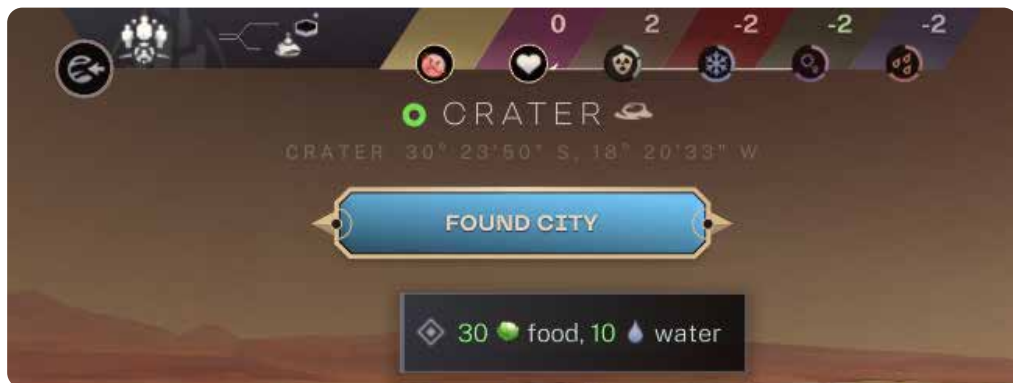 0 2 -2 -2 -2
CRATER
CRATER 30° 23'50" S, 18° 20'33" W
FOUND CITY
30 food, 10 water